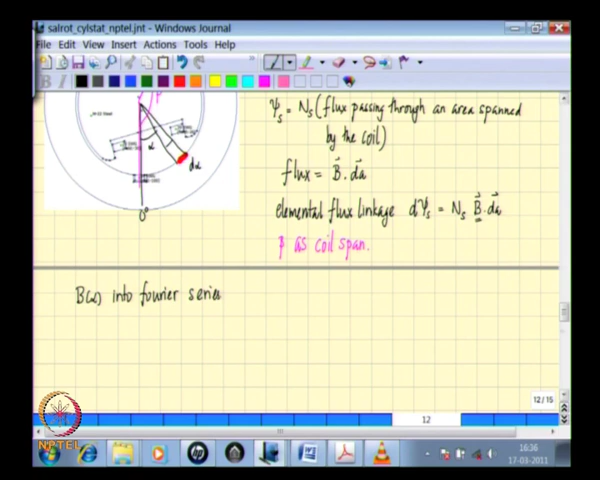 salrot_cylstat_nptel.jnt - Windows Journal
File Edit View Insert Actions Tools Help
Ψs = Ns (flux passing through an area spanned
by the coil)
flux = B⃗ . da⃗
elemental flux linkage dΨs = Ns B⃗ . da⃗
β as coil span.
α
dα
0°
B(α) into fourier series
12 / 15
12
NPTEL
16:36
17-03-2011